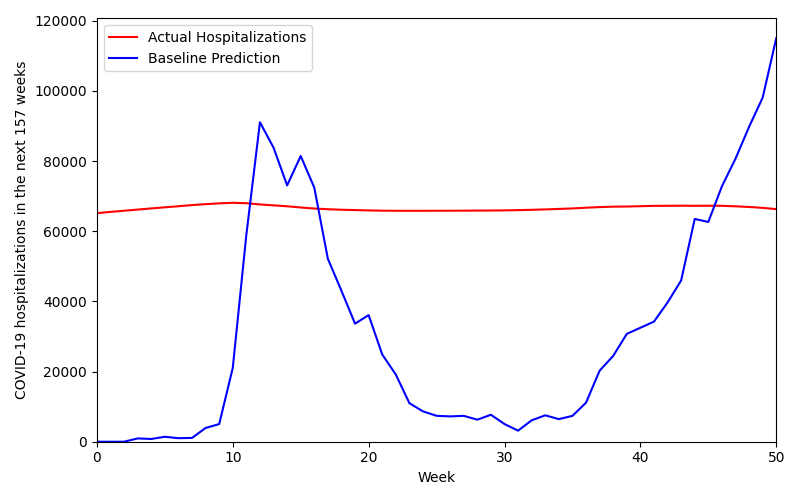 Actual Hospitalizations
Baseline Prediction
COVID-19 hospitalizations in the next 157 weeks
120000
100000
80000
60000
40000
20000
0
0 10 20 30 40 50
Week